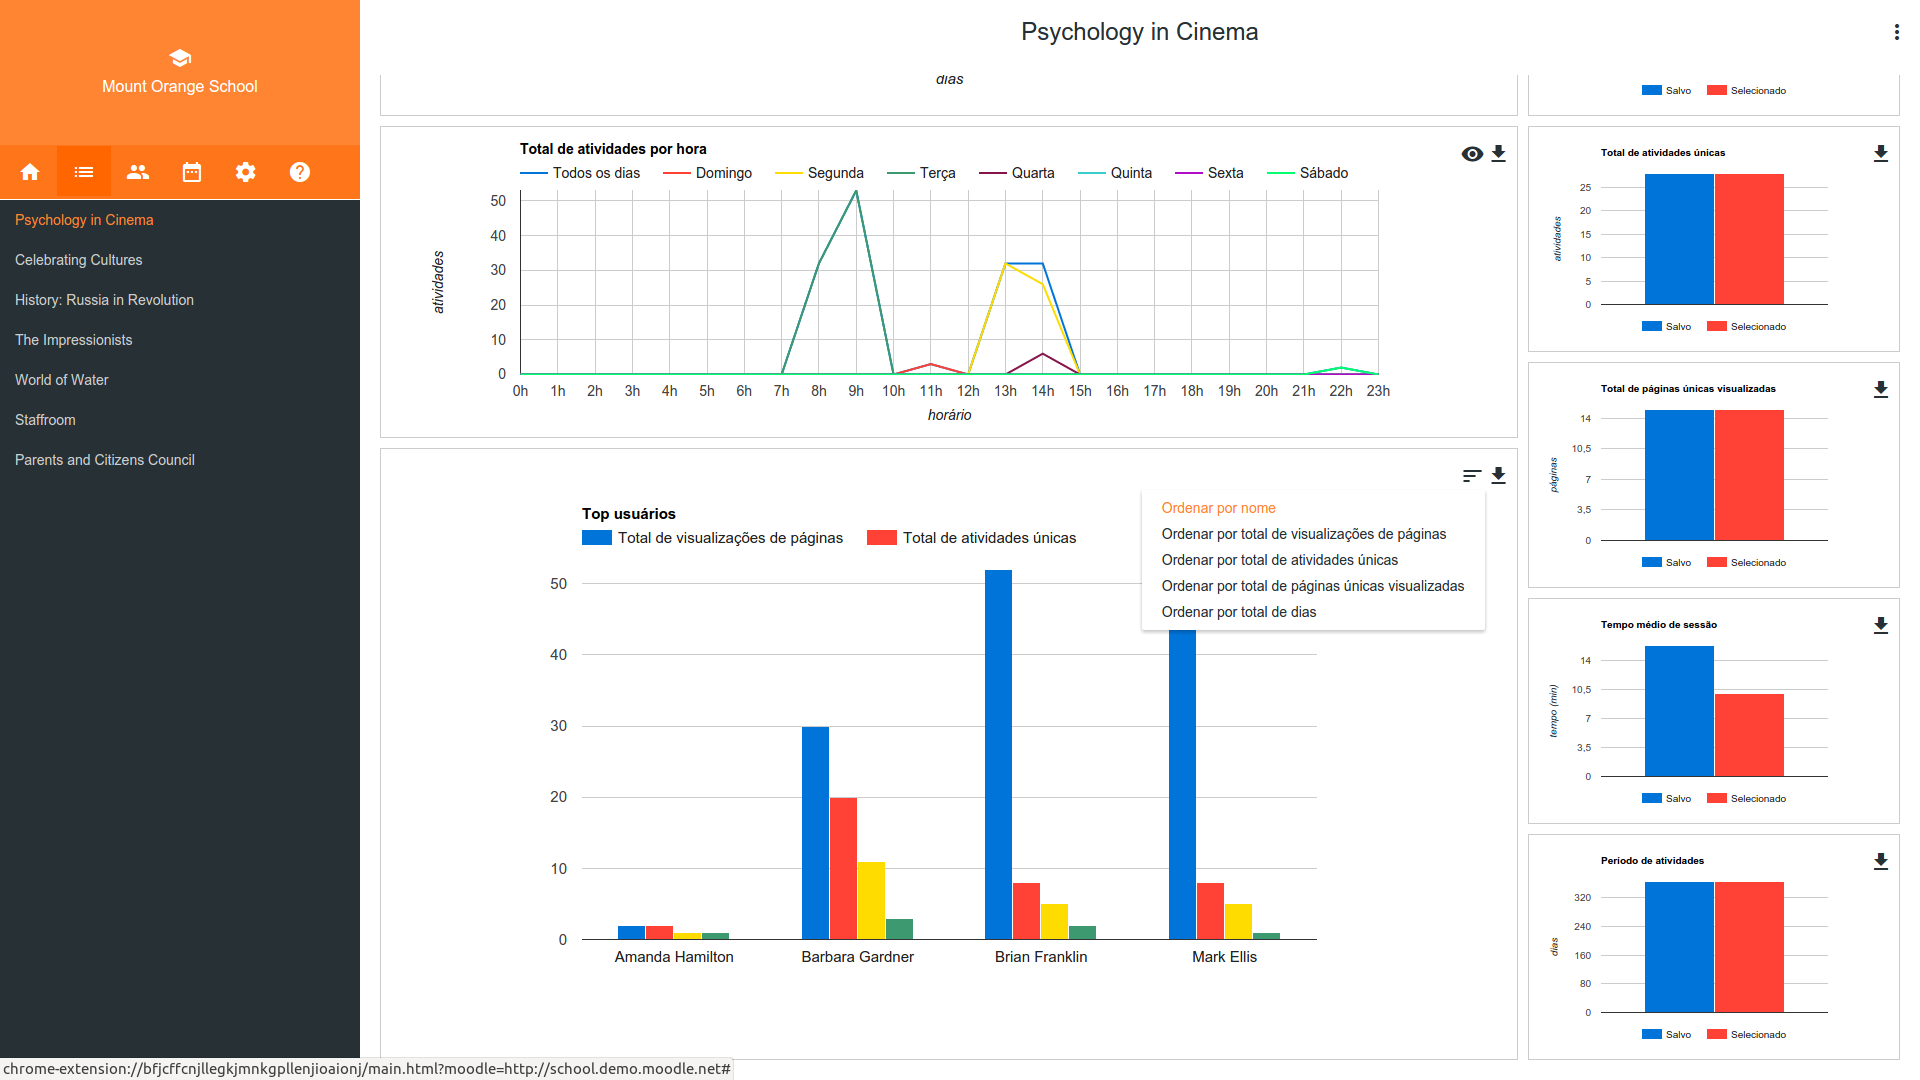 Mount Orange School
Psychology in Cinema
Celebrating Cultures
History: Russia in Revolution
The Impressionists
World of Water
Staffroom
Parents and Citizens Council
Psychology in Cinema
dias
Total de atividades por hora
Todos os dias Domingo Segunda Terça Quarta Quinta Sexta Sábado
atividades
50
40
30
20
10
0
0h 1h 2h 3h 4h 5h 6h 7h 8h 9h 10h 11h 12h 13h 14h 15h 16h 17h 18h 19h 20h 21h 22h 23h
horário
Top usuários
Total de visualizações de páginas Total de atividades únicas
Ordenar por nome
Ordenar por total de visualizações de páginas
Ordenar por total de atividades únicas
Ordenar por total de páginas únicas visualizadas
Ordenar por total de dias
50
40
30
20
10
0
Amanda Hamilton Barbara Gardner Brian Franklin Mark Ellis
Salvo Selecionado
Total de atividades únicas
atividades
25
20
15
10
5
0
Salvo Selecionado
Total de páginas únicas visualizadas
páginas
14
10,5
7
3,5
0
Salvo Selecionado
Tempo médio de sessão
tempo (min)
14
10,5
7
3,5
0
Salvo Selecionado
Período de atividades
dias
320
240
160
80
0
Salvo Selecionado
chrome-extension://bfjcffcnjllegkjmnkgpllenjioaionj/main.html?moodle=http://school.demo.moodle.net#